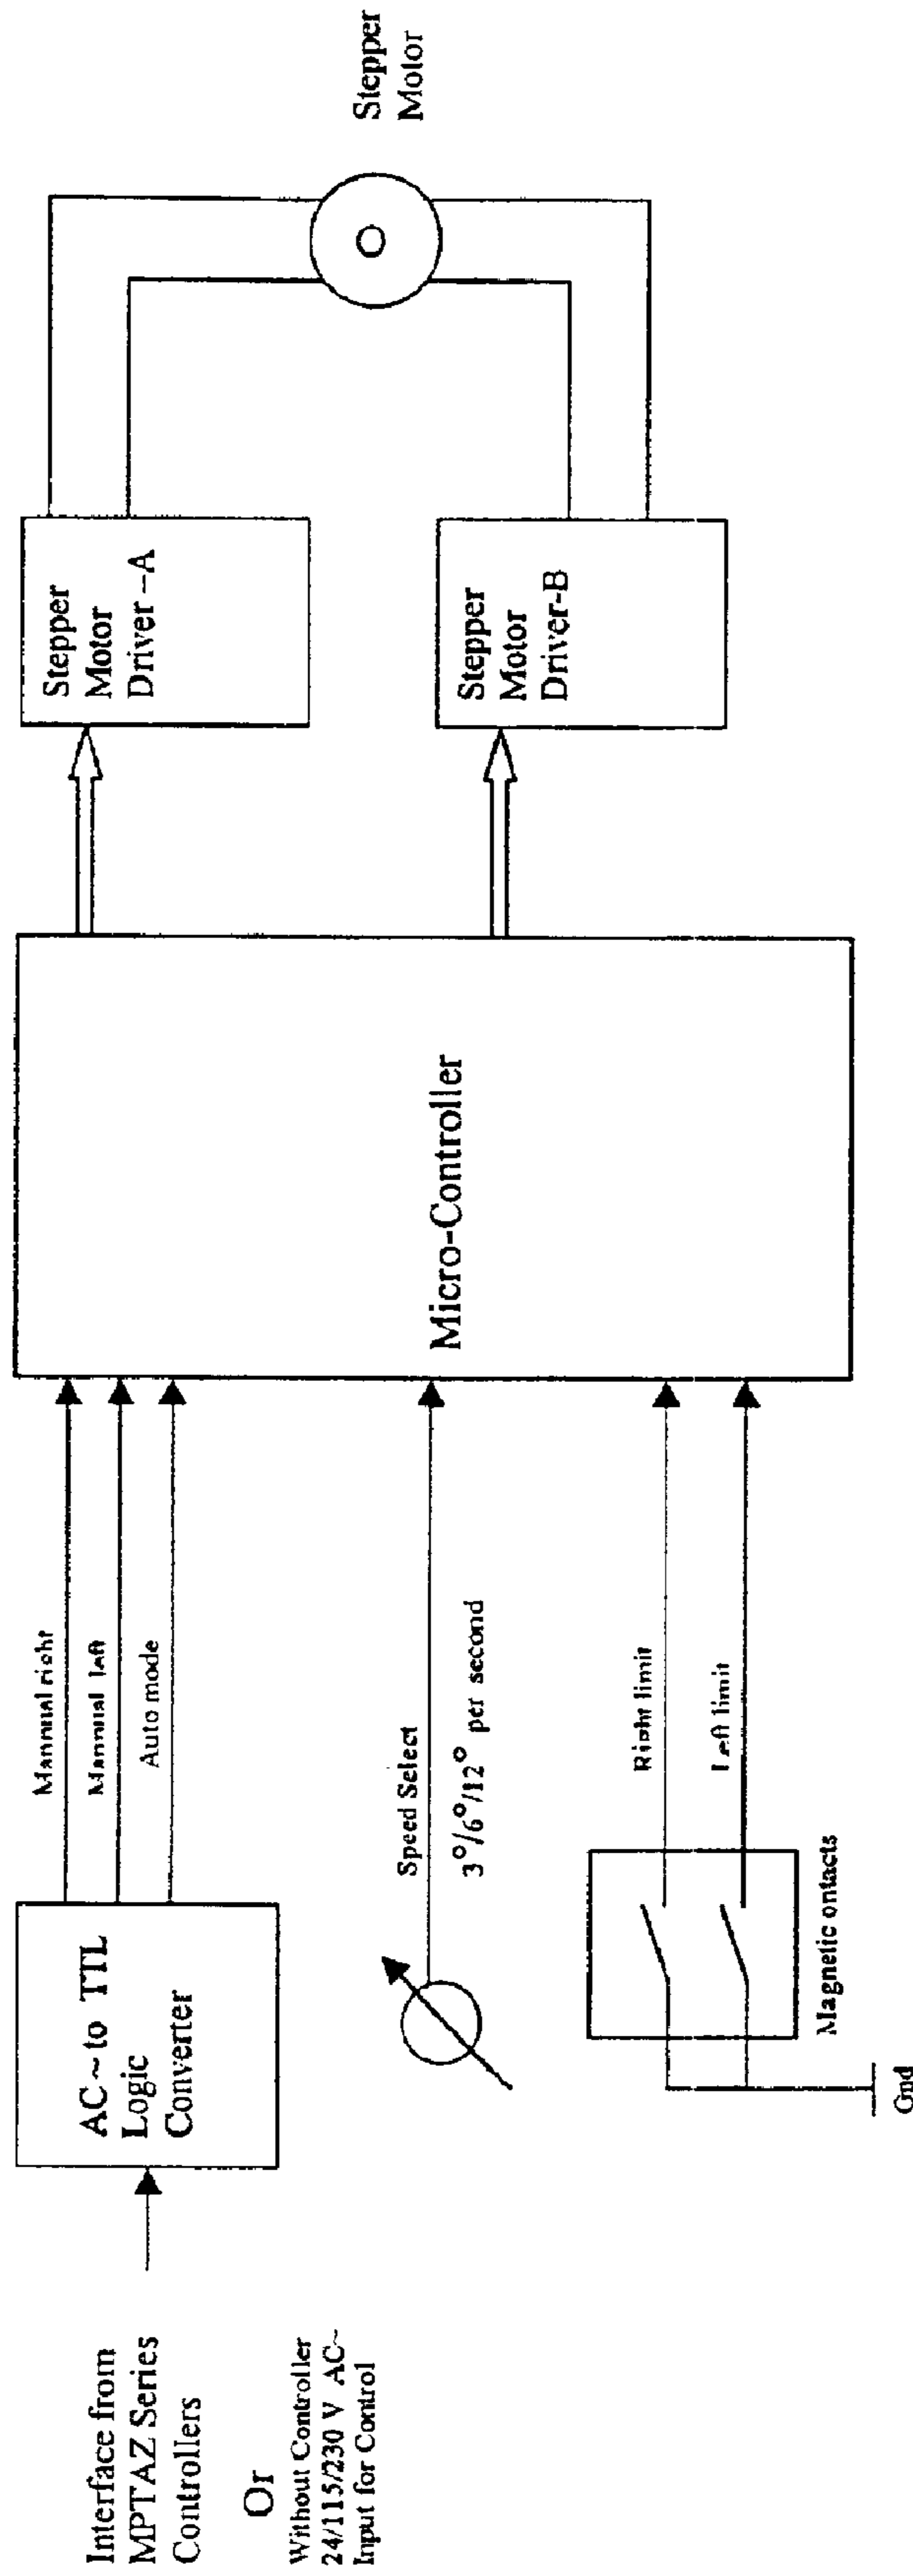 Interface from
MPTAZ Series
Controllers
Or
Without Controller
24/115/230 V AC~
Input for Control
AC~to TTL
Logic
Converter
Mannual right
Mannual left
Auto mode
Speed Select
3°/6°/12° per second
Right limit
Left limit
Magnetic ontacts
Gnd
Micro-Controller
Stepper
Motor
Driver –A
Stepper
Motor
Driver-B
Stepper
Motor